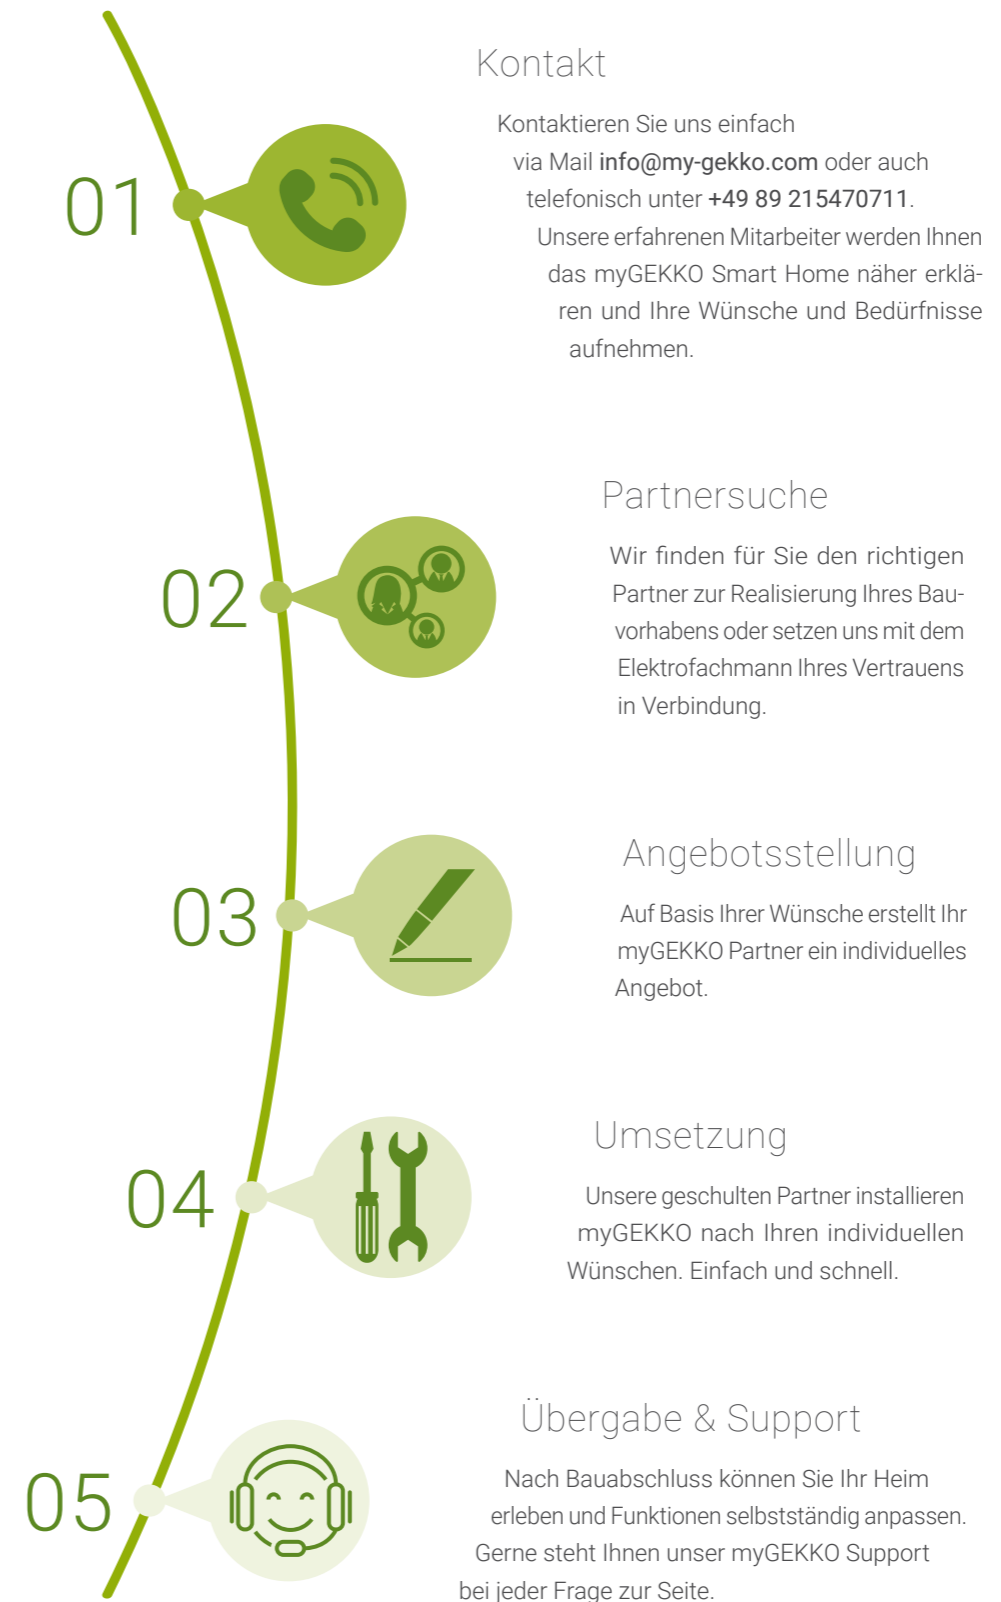 Kontakt
01
Kontaktieren Sie uns einfach
via Mail info@my-gekko.com oder auch
telefonisch unter +49 89 215470711.
Unsere erfahrenen Mitarbeiter werden Ihnen
das myGEKKO Smart Home näher erklä-
ren und Ihre Wünsche und Bedürfnisse
aufnehmen.
Partnersuche
02
Wir finden für Sie den richtigen
Partner zur Realisierung Ihres Bau-
vorhabens oder setzen uns mit dem
Elektrofachmann Ihres Vertrauens
in Verbindung.
Angebotsstellung
03
Auf Basis Ihrer Wünsche erstellt Ihr
myGEKKO Partner ein individuelles
Angebot.
Umsetzung
04
Unsere geschulten Partner installieren
myGEKKO nach Ihren individuellen
Wünschen. Einfach und schnell.
Übergabe & Support
05
Nach Bauabschluss können Sie Ihr Heim
erleben und Funktionen selbstständig anpassen.
Gerne steht Ihnen unser myGEKKO Support
bei jeder Frage zur Seite.